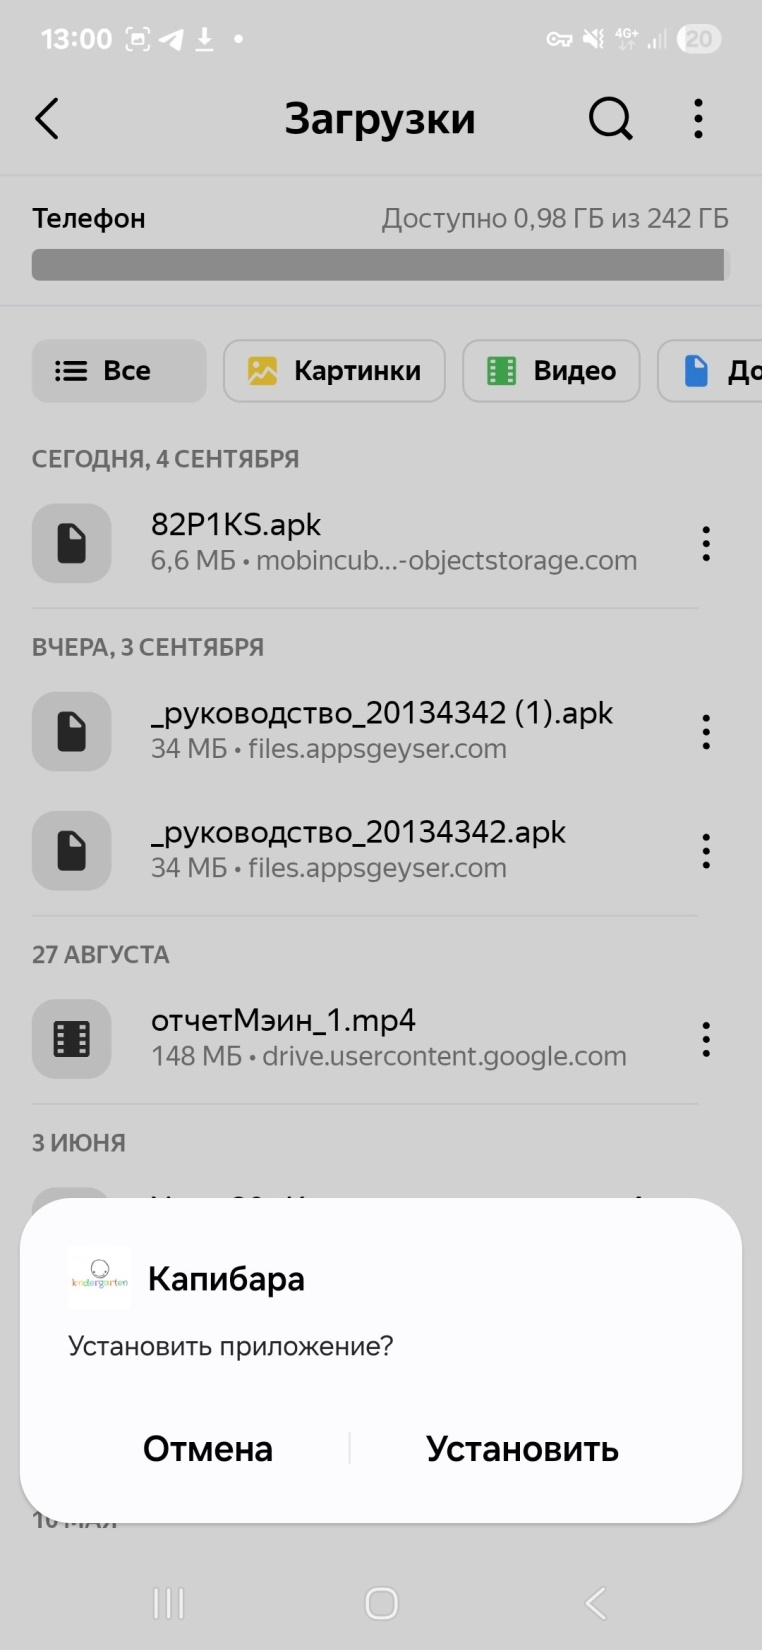 13:00
4G+
20
Загрузки
Телефон
Доступно 0,98 ГБ из 242 ГБ
Все
Картинки
Видео
До
СЕГОДНЯ, 4 СЕНТЯБРЯ
82P1KS.apk
6,6 МБ • mobincub...-objectstorage.com
ВЧЕРА, 3 СЕНТЯБРЯ
_руководство_20134342 (1).apk
34 МБ • files.appsgeyser.com
_руководство_20134342.apk
34 МБ • files.appsgeyser.com
27 АВГУСТА
отчетМэин_1.mp4
148 МБ • drive.usercontent.google.com
3 ИЮНЯ
kindergarten
Капибара
Установить приложение?
Отмена
Установить